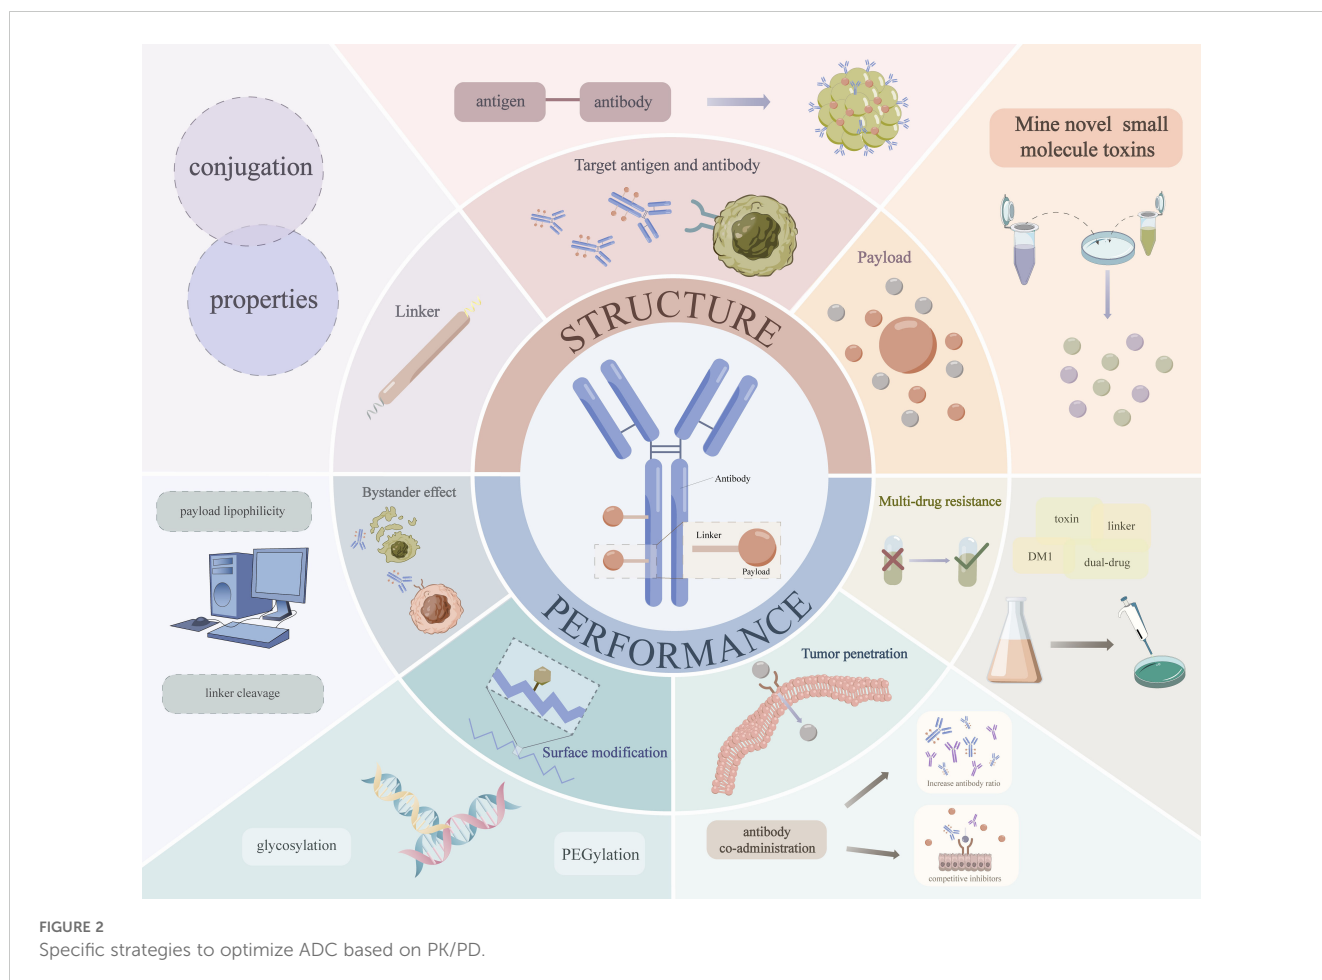 antigen
antibody
Mine novel small
molecule toxins
conjugation
properties
Target antigen and antibody
Linker
Payload
STRUCTURE
Antibody
Linker
Payload
PERFORMANCE
Bystander effect
payload lipophilicity
linker cleavage
Multi-drug resistance
toxin
linker
DM1
dual-drug
Surface modification
Tumor penetration
glycosylation
PEGylation
antibody
co-administration
Increase antibody ratio
competitive inhibitors
FIGURE 2
Specific strategies to optimize ADC based on PK/PD.